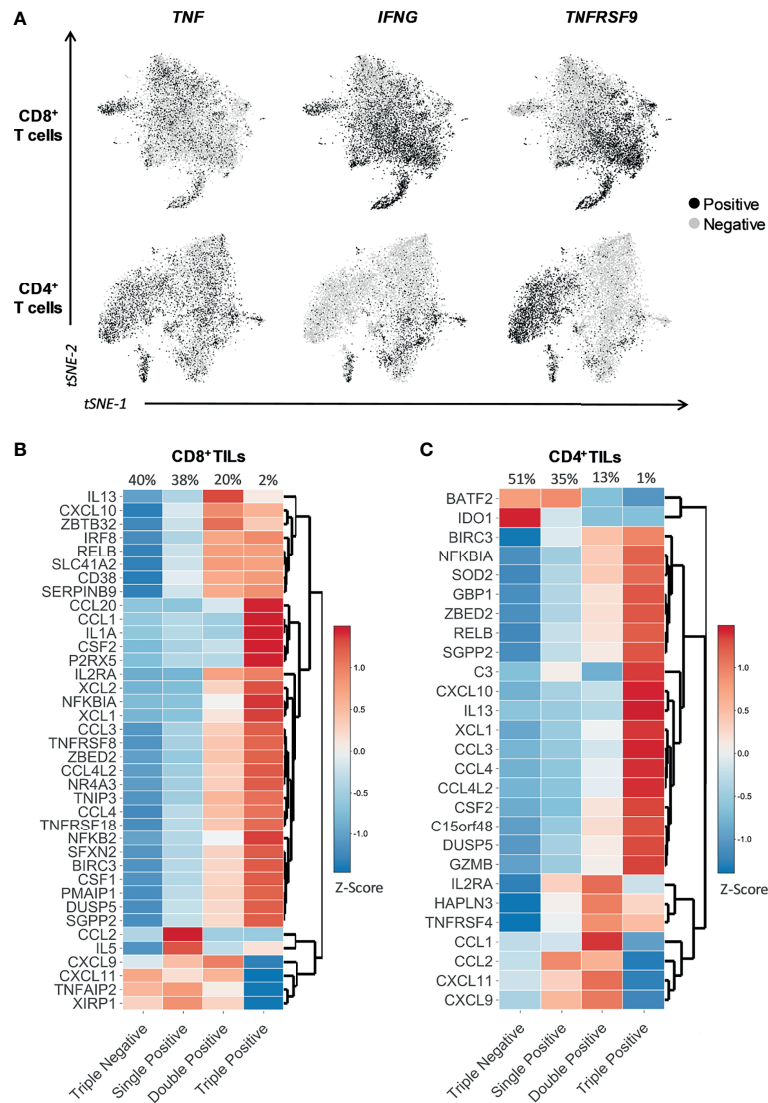 A
TNF IFNG TNFRSF9
CD8+
T cells
Positive
Negative
CD4+
T cells
tSNE-2
tSNE-1
B
CD8+TILs
40% 38% 20% 2%
IL13
CXCL10
ZBTB32
IRF8
RELB
SLC41A2
CD38
SERPINB9
CCL20
CCL1
IL1A
CSF2
P2RX5
IL2RA
XCL2
NFKBIA
XCL1
CCL3
TNFRSF8
ZBED2
CCL4L2
NR4A3
TNIP3
CCL4
TNFRSF18
NFKB2
SFXN2
BIRC3
CSF1
PMAIP1
DUSP5
SGPP2
CCL2
IL5
CXCL9
CXCL11
TNFAIP2
XIRP1
1.0
0.5
0.0
-0.5
-1.0
Z-Score
Triple Negative
Single Positive
Double Positive
Triple Positive
C
CD4+TILs
51% 35% 13% 1%
BATF2
IDO1
BIRC3
NFKBIA
SOD2
GBP1
ZBED2
RELB
SGPP2
C3
CXCL10
IL13
XCL1
CCL3
CCL4
CCL4L2
CSF2
C15orf48
DUSP5
GZMB
IL2RA
HAPLN3
TNFRSF4
CCL1
CCL2
CXCL11
CXCL9
1.0
0.5
0.0
-0.5
-1.0
Z-Score
Triple Negative
Single Positive
Double Positive
Triple Positive